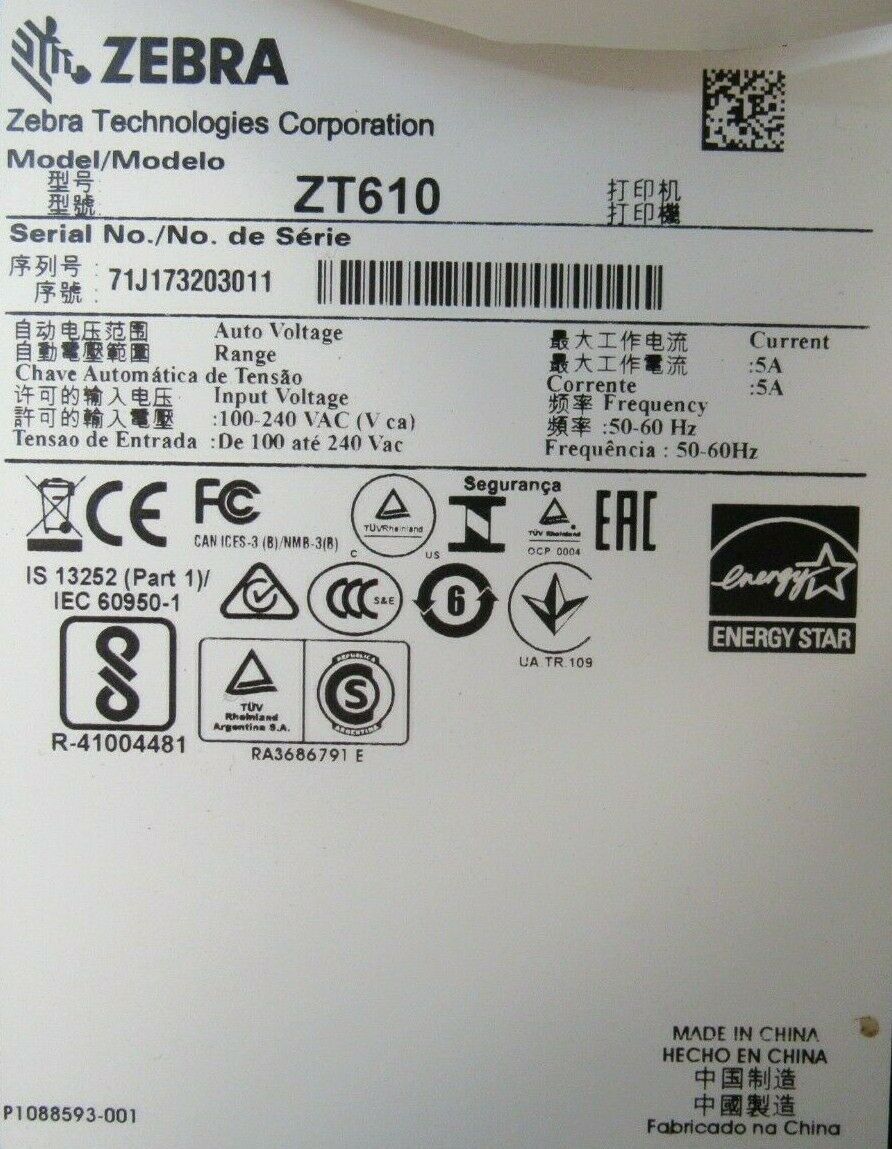 ZEBRA
Zebra Technologies Corporation
Model/Modelo
型号
型號
ZT610
打印机
打印機
Serial No./No. de Série
序列号 :
序號 :
71J173203011
自动电压范围 Auto Voltage
自動電壓範圍 Range
Chave Automática de Tensão
许可的输入电压 Input Voltage
許可的輸入電壓 :100-240 VAC (V ca)
Tensao de Entrada :De 100 até 240 Vac
最大工作电流 Current
最大工作電流 :5A
Corrente :5A
频率 Frequency
頻率 :50-60 Hz
Frequência : 50-60Hz
CE
FC
CAN ICES-3 (B)/NMB-3(B)
TÜVRheinland
C US
Segurança
TÜV Rheinland
OCP 0004
EAC
IS 13252 (Part 1)/
IEC 60950-1
CCC S&E
6
UA.TR.109
energy
ENERGY STAR
R-41004481
TÜV
Rheinland
Argentina S.A.
REPUBLICA
S
ARGENTINA
RA3686791 E
MADE IN CHINA
HECHO EN CHINA
中国制造
中國製造
Fabricado na China
P1088593-001